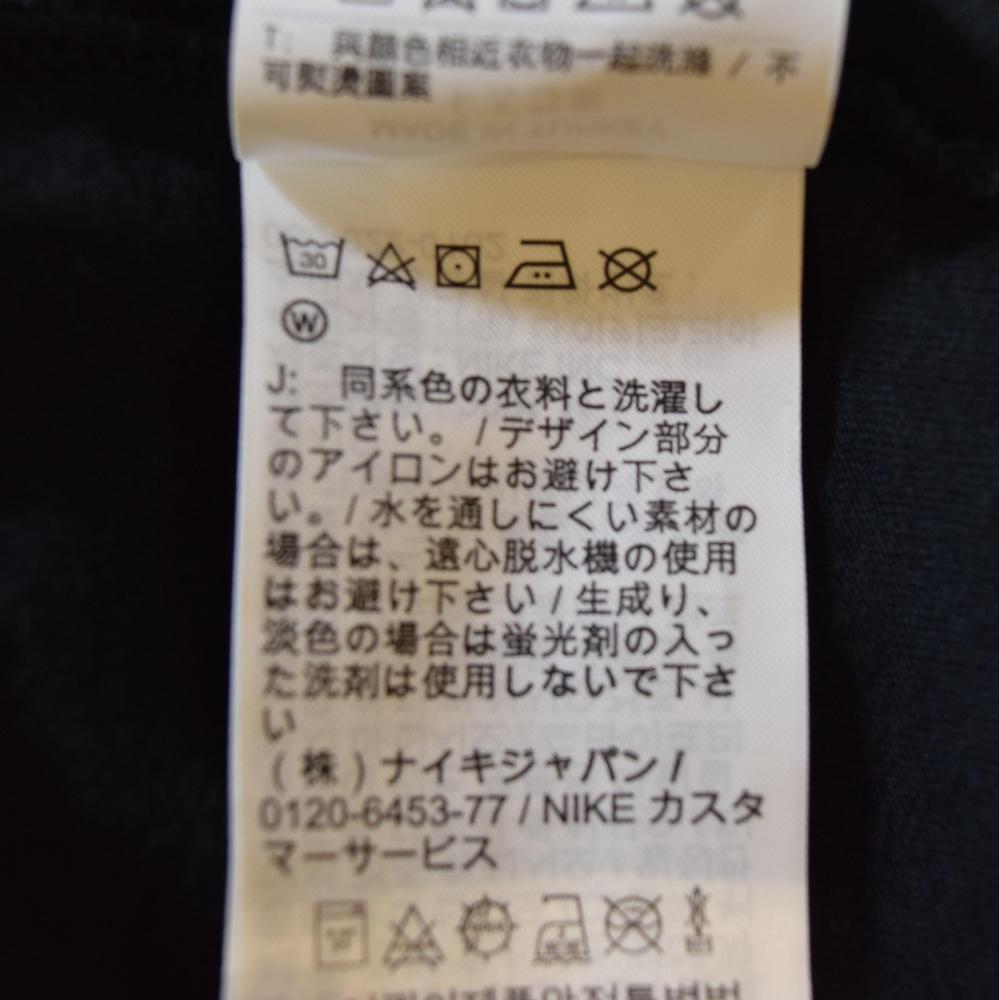 T: 與顏色相近衣物一起洗滌 / 不
可熨燙圖案
MADE IN TURKEY
30
W
J: 同系色の衣料と洗濯し
て下さい。 / デザイン部分
のアイロンはお避け下さ
い。 / 水を通しにくい素材の
場合は、遠心脱水機の使用
はお避け下さい / 生成り、
淡色の場合は蛍光剤の入っ
た洗剤は使用しないで下さ
い
(株)ナイキジャパン /
0120-6453-77 / NIKE カスタ
マーサービス